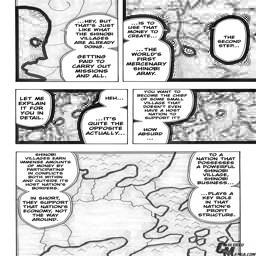 THE
SECOND
STEP...
...IS TO
USE THAT
MONEY TO
CREATE...
...THE
WORLD'S
FIRST
MERCENARY
SHINOBI
ARMY.
...HEY, BUT
THAT'S JUST
LIKE WHAT
THE SHINOBI
VILLAGES
ARE ALREADY
DOING.
GETTING
PAID TO
CARRY OUT
MISSIONS
AND ALL.
YOU WANT TO
BECOME THE CHIEF
OF SOME SMALL
VILLAGE THAT
DOESN'T EVEN
HAVE A HOST
NATION TO
SUPPORT IT?
HOW
ABSURD...
HEH...
...IT'S
QUITE THE
OPPOSITE
ACTUALLY...
LET ME
EXPLAIN
IT FOR
YOU IN
DETAIL.
TO A
NATION THAT
POSSESSES
A POWERFUL
SHINOBI
VILLAGE,
SHINOBI
BUSINESS...
...PLAYS A
KEY ROLE
IN THAT
NATION'S
PROFIT
STRUCTURE.
SHINOBI
VILLAGES EARN
IMMENSE AMOUNTS
OF MONEY BY
PARTICIPATING
IN CONFLICTS
BOTH WITHIN
AND OUTSIDE ITS
HOST NATION'S
BORDERS.
IN SHORT,
THEY SUPPORT
THAT NATION'S
ECONOMY, NOT
THE WAY
AROUND.